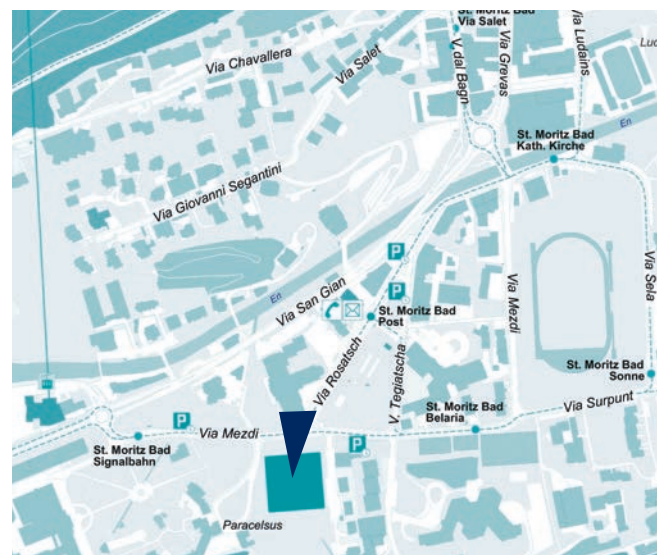 St. Moritz Bad
Via Salet
Via Chavallera
Via Salet
V. dal Bagn
Via Grevas
Via Ludains
En
St. Moritz Bad
Kath. Kirche
Via Giovanni Segantini
P
En
Via San Gian
P
St. Moritz Bad
Post
Via Mezdi
Via Sela
Via Rosatsch
V. Tegiatscha
St. Moritz Bad
Sonne
Via Surpunt
P
Via Mezdi
St. Moritz Bad
Signalbahn
P
St. Moritz Bad
Belaria
Paracelsus